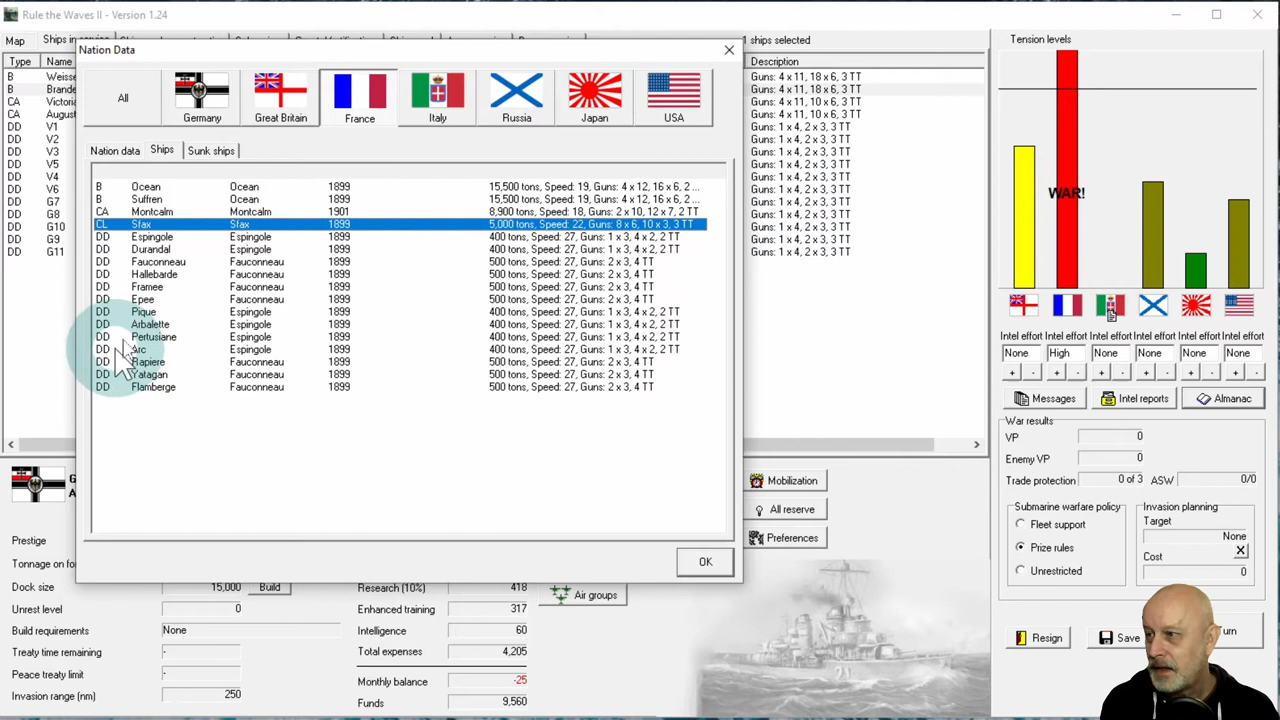 Rule the Waves II - Version 1.24
Map
Ships in
1 ships selected
Type Name
B Weisse
B Brande
CA Victoria
CA August
DD V1
DD V2
DD V3
DD V5
DD V4
DD V6
DD G7
DD G8
DD G10
DD G9
DD G11
Nation Data
All
Germany
Great Britain
France
Italy
Russia
Japan
USA
Nation data
Ships
Sunk ships
B Ocean Ocean 1899 15,500 tons, Speed: 19, Guns: 4 x 12, 16 x 6, 2 ...
B Suffren Ocean 1899 15,500 tons, Speed: 19, Guns: 4 x 12, 16 x 6, 2 ...
CA Montcalm Montcalm 1901 8,900 tons, Speed: 18, Guns: 2 x 10, 12 x 7, 2 TT
CL Sfax Sfax 1899 5,000 tons, Speed: 22, Guns: 8 x 6, 10 x 3, 3 TT
DD Espingole Espingole 1899 400 tons, Speed: 27, Guns: 1 x 3, 4 x 2, 2 TT
DD Durandal Espingole 1899 400 tons, Speed: 27, Guns: 1 x 3, 4 x 2, 2 TT
DD Fauconneau Fauconneau 1899 500 tons, Speed: 27, Guns: 2 x 3, 4 TT
DD Hallebarde Fauconneau 1899 500 tons, Speed: 27, Guns: 2 x 3, 4 TT
DD Framee Fauconneau 1899 500 tons, Speed: 27, Guns: 2 x 3, 4 TT
DD Epee Fauconneau 1899 500 tons, Speed: 27, Guns: 2 x 3, 4 TT
DD Pique Espingole 1899 400 tons, Speed: 27, Guns: 1 x 3, 4 x 2, 2 TT
DD Arbalette Espingole 1899 400 tons, Speed: 27, Guns: 1 x 3, 4 x 2, 2 TT
DD Pertusiane Espingole 1899 400 tons, Speed: 27, Guns: 1 x 3, 4 x 2, 2 TT
DD Arc Espingole 1899 400 tons, Speed: 27, Guns: 1 x 3, 4 x 2, 2 TT
DD Rapiere Fauconneau 1899 500 tons, Speed: 27, Guns: 2 x 3, 4 TT
DD Yatagan Fauconneau 1899 500 tons, Speed: 27, Guns: 2 x 3, 4 TT
DD Flamberge Fauconneau 1899 500 tons, Speed: 27, Guns: 2 x 3, 4 TT
OK
Description
Guns: 4 x 11, 18 x 6, 3 TT
Guns: 4 x 11, 18 x 6, 3 TT
Guns: 4 x 11, 10 x 6, 3 TT
Guns: 4 x 11, 10 x 6, 3 TT
Guns: 1 x 4, 2 x 3, 3 TT
Guns: 1 x 4, 2 x 3, 3 TT
Guns: 1 x 4, 2 x 3, 3 TT
Guns: 1 x 4, 2 x 3, 3 TT
Guns: 1 x 4, 2 x 3, 3 TT
Guns: 1 x 4, 2 x 3, 3 TT
Guns: 1 x 4, 2 x 3, 3 TT
Guns: 1 x 4, 2 x 3, 3 TT
Guns: 1 x 4, 2 x 3, 3 TT
Guns: 1 x 4, 2 x 3, 3 TT
Guns: 1 x 4, 2 x 3, 3 TT
Tension levels
WAR!
Intel effort Intel effort Intel effort Intel effort Intel effort Intel effort
None High None None None None
+ - + - + - + - + - + -
Messages
Intel reports
Almanac
War results
VP 0
Enemy VP 0
Trade protection 0 of 3 ASW 0/0
Submarine warfare policy
Fleet support
Prize rules
Unrestricted
Invasion planning
Target
None
Cost
0
Resign
Save
urn
Mobilization
All reserve
Preferences
Air groups
G
A
Prestige
Tonnage on fo
Dock size 15,000 Build
Unrest level 0
Build requirements None
Treaty time remaining -
Peace treaty limit -
Invasion range (nm) 250
Research (10%) 418
Enhanced training 317
Intelligence 60
Total expenses 4,205
Monthly balance -25
Funds 9,560